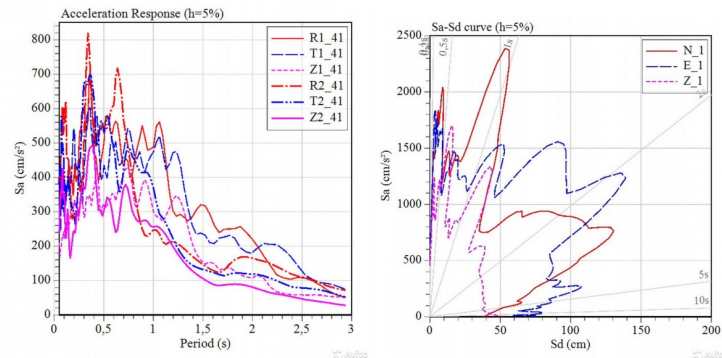 Acceleration Response (h=5%)
Sa (cm/s²)
800
700
600
500
400
300
200
100
0
0 0,5 1 1,5 2 2,5 3
Period (s)
R1_41
T1_41
Z1_41
R2_41
T2_41
Z2_41
Avito
Sa-Sd curve (h=5%)
Sa (cm/s²)
2500
2000
1500
1000
500
0
0 50 100 150 200
Sd (cm)
0,5s
1s
5s
10s
N_1
E_1
Z_1
Avito